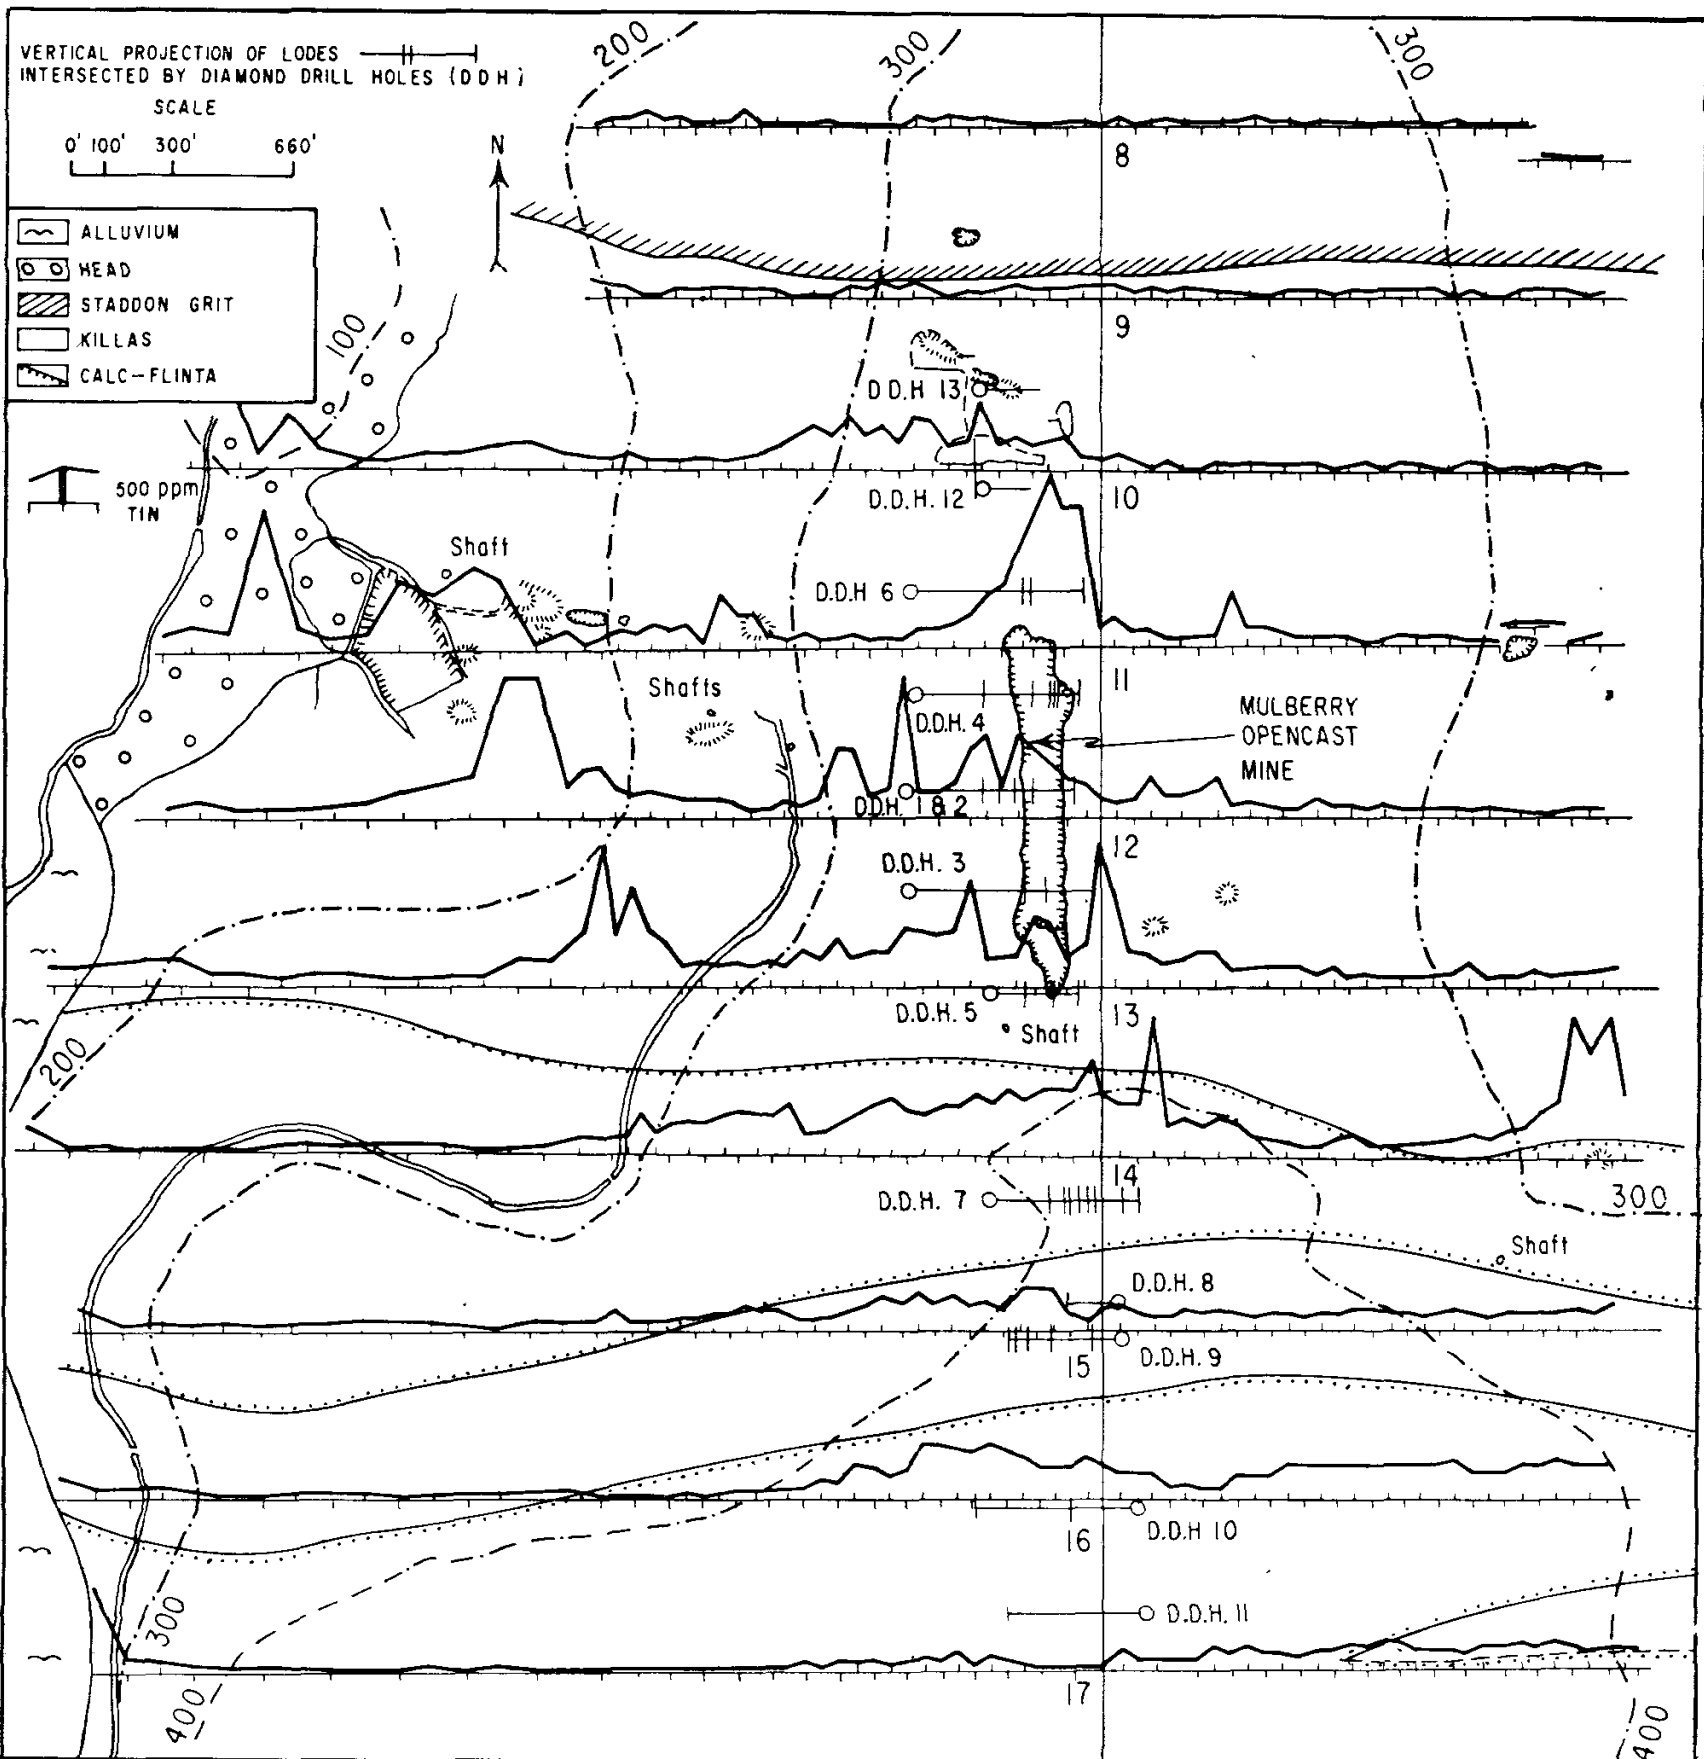 VERTICAL PROJECTION OF LODES
INTERSECTED BY DIAMOND DRILL HOLES (DDH)
SCALE
0' 100' 300' 660'
N
200
300
300
ALLUVIUM
HEAD
STADDON GRIT
KILLAS
CALC-FLINTA
100
8
9
D D.H 13
500 ppm
TIN
D.D.H. 12
10
Shaft
D.D.H 6
11
Shafts
D.D.H. 4
MULBERRY
OPENCAST
MINE
D.D.H. 1 & 2
12
D.D.H. 3
D.D.H. 5
13
Shaft
200
14
D.D.H. 7
300
Shaft
D.D.H. 8
15
D.D.H. 9
16
D.D.H 10
300
D.D.H. 11
17
400
400